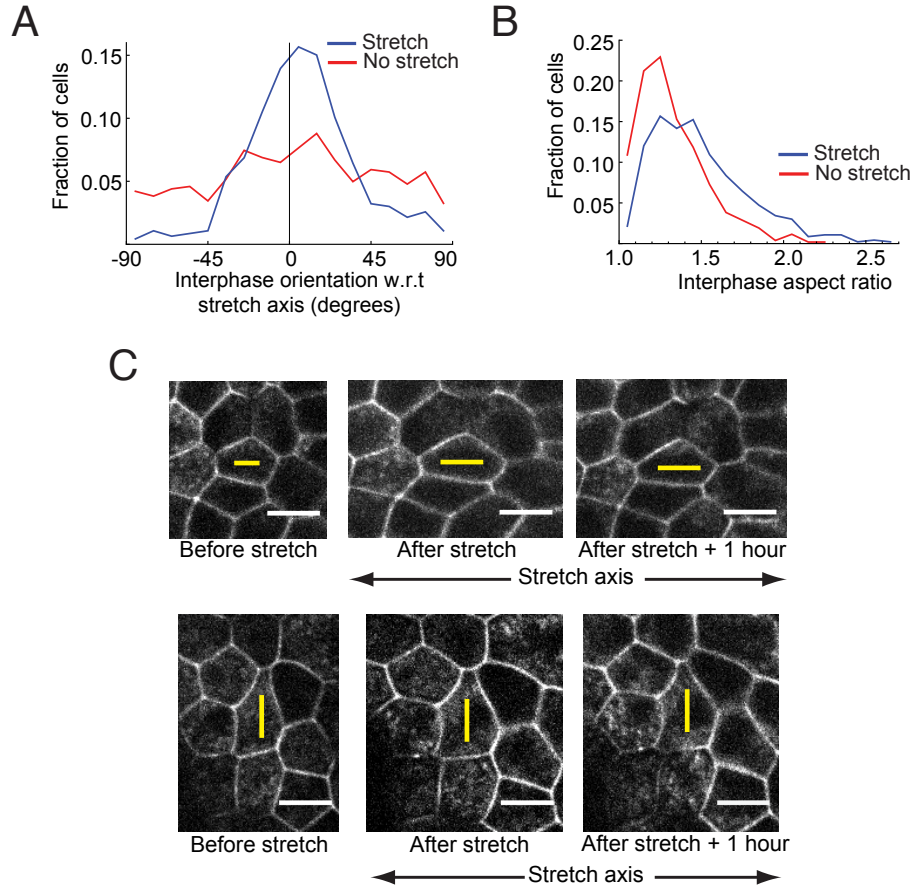 A
Fraction of cells
0.15
0.10
0.05
-90
-45
0
45
90
Interphase orientation w.r.t
stretch axis (degrees)
Stretch
No stretch
B
Fraction of cells
0.25
0.20
0.15
0.10
0.05
1.0
1.5
2.0
2.5
Interphase aspect ratio
Stretch
No stretch
C
Before stretch
After stretch
After stretch + 1 hour
Stretch axis
Before stretch
After stretch
After stretch + 1 hour
Stretch axis